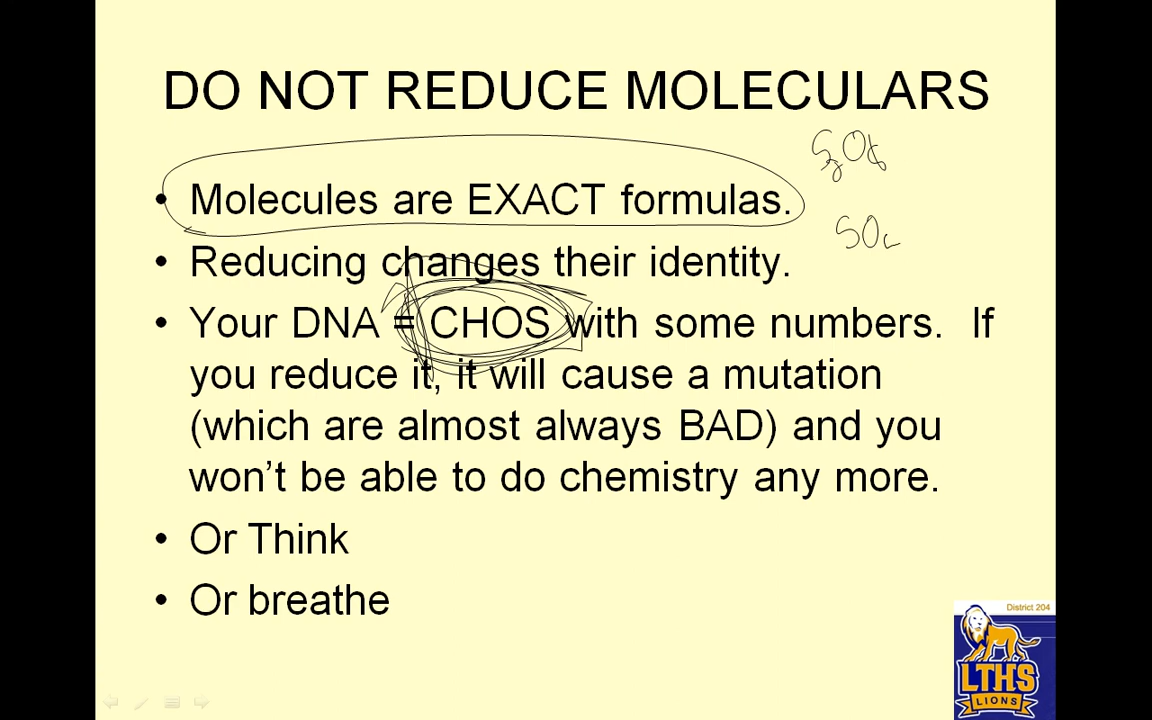 DO NOT REDUCE MOLECULARS
• Molecules are EXACT formulas.
• Reducing changes their identity.
• Your DNA = CHOS with some numbers. If
you reduce it, it will cause a mutation
(which are almost always BAD) and you
won't be able to do chemistry any more.
• Or Think
• Or breathe
District 204
LTHS
LIONS